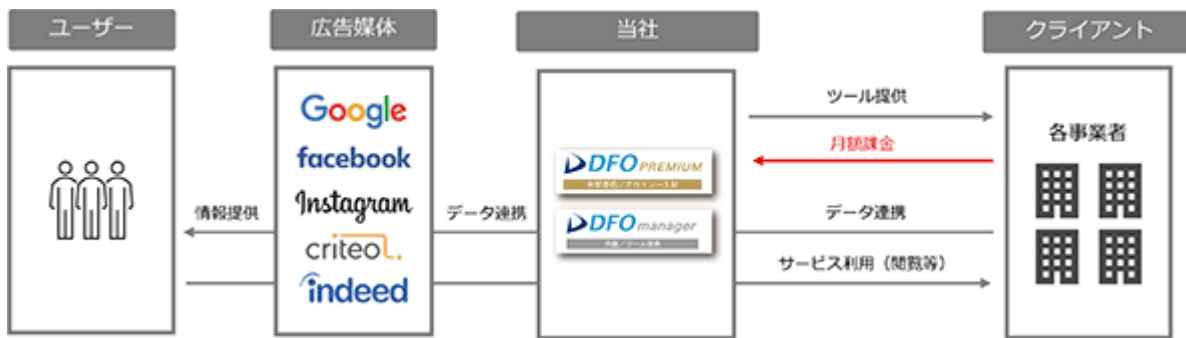 ユーザー
広告媒体
当社
クライアント
Google
facebook
Instagram
criteo
indeed
DFO PREMIUM
DFO manager
ツール提供
月額課金
各事業者
情報提供
データ連携
データ連携
サービス利用（閲覧等）